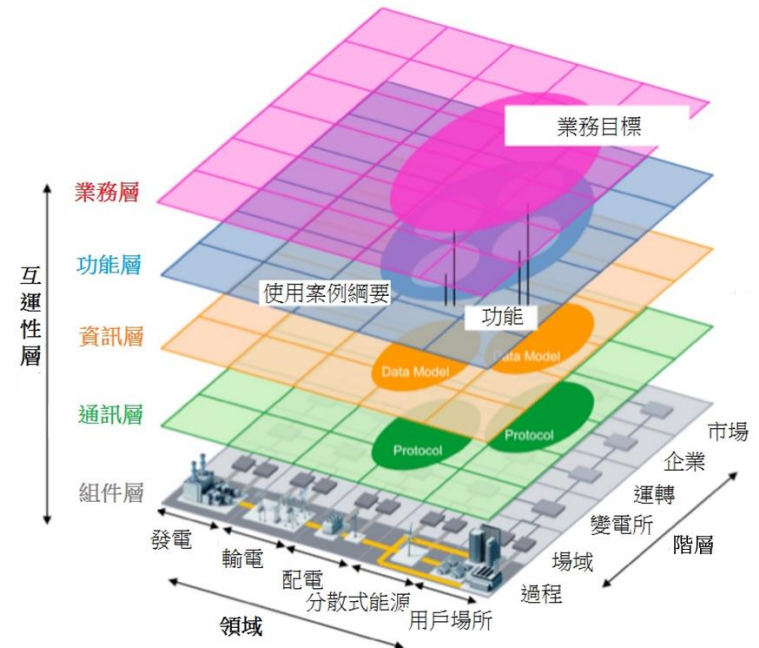 業務目標
業務層
功能層
使用案例綱要
功能
資訊層
Data Model
Data Model
通訊層
Protocol
Protocol
組件層
互運性層
市場
企業
運轉
變電所
場域
過程
階層
發電
輸電
配電
分散式能源
用戶場所
領域